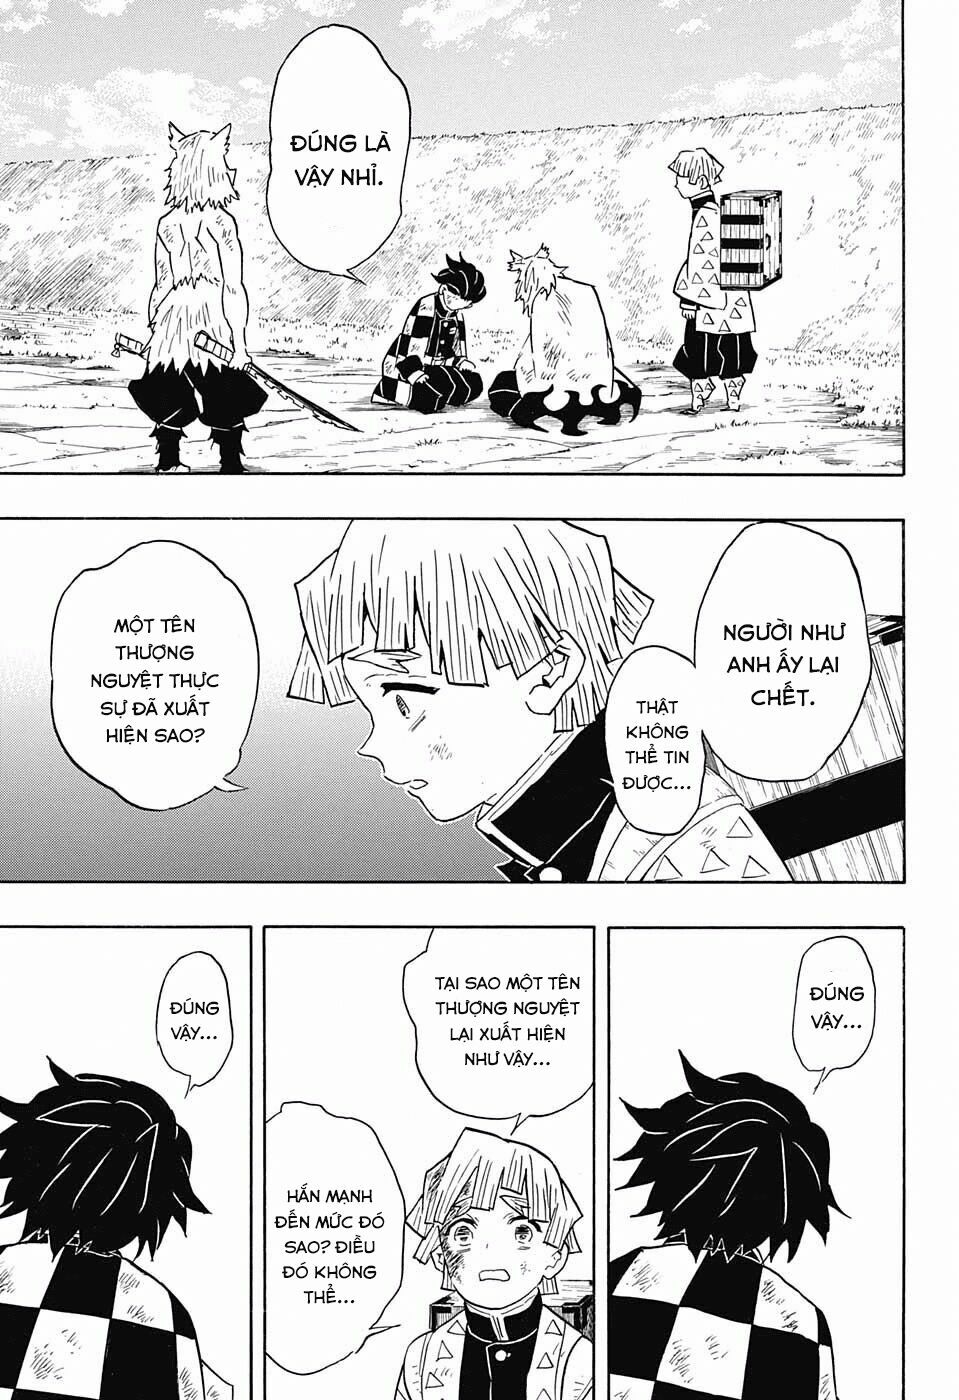 ĐÚNG LÀ
VẬY NHỈ.
NGƯỜI NHƯ
ANH ẤY LẠI
CHẾT.
THẬT
KHÔNG
THỂ TIN
ĐƯỢC...
MỘT TÊN
THƯỢNG
NGUYỆT THỰC
SỰ ĐÃ XUẤT
HIỆN SAO?
ĐÚNG
VẬY...
TẠI SAO MỘT TÊN
THƯỢNG NGUYỆT
LẠI XUẤT HIỆN
NHƯ VẬY...
HẮN MẠNH
ĐẾN MỨC ĐÓ
SAO? ĐIỀU
ĐÓ KHÔNG
THỂ...
ĐÚNG
VẬY...